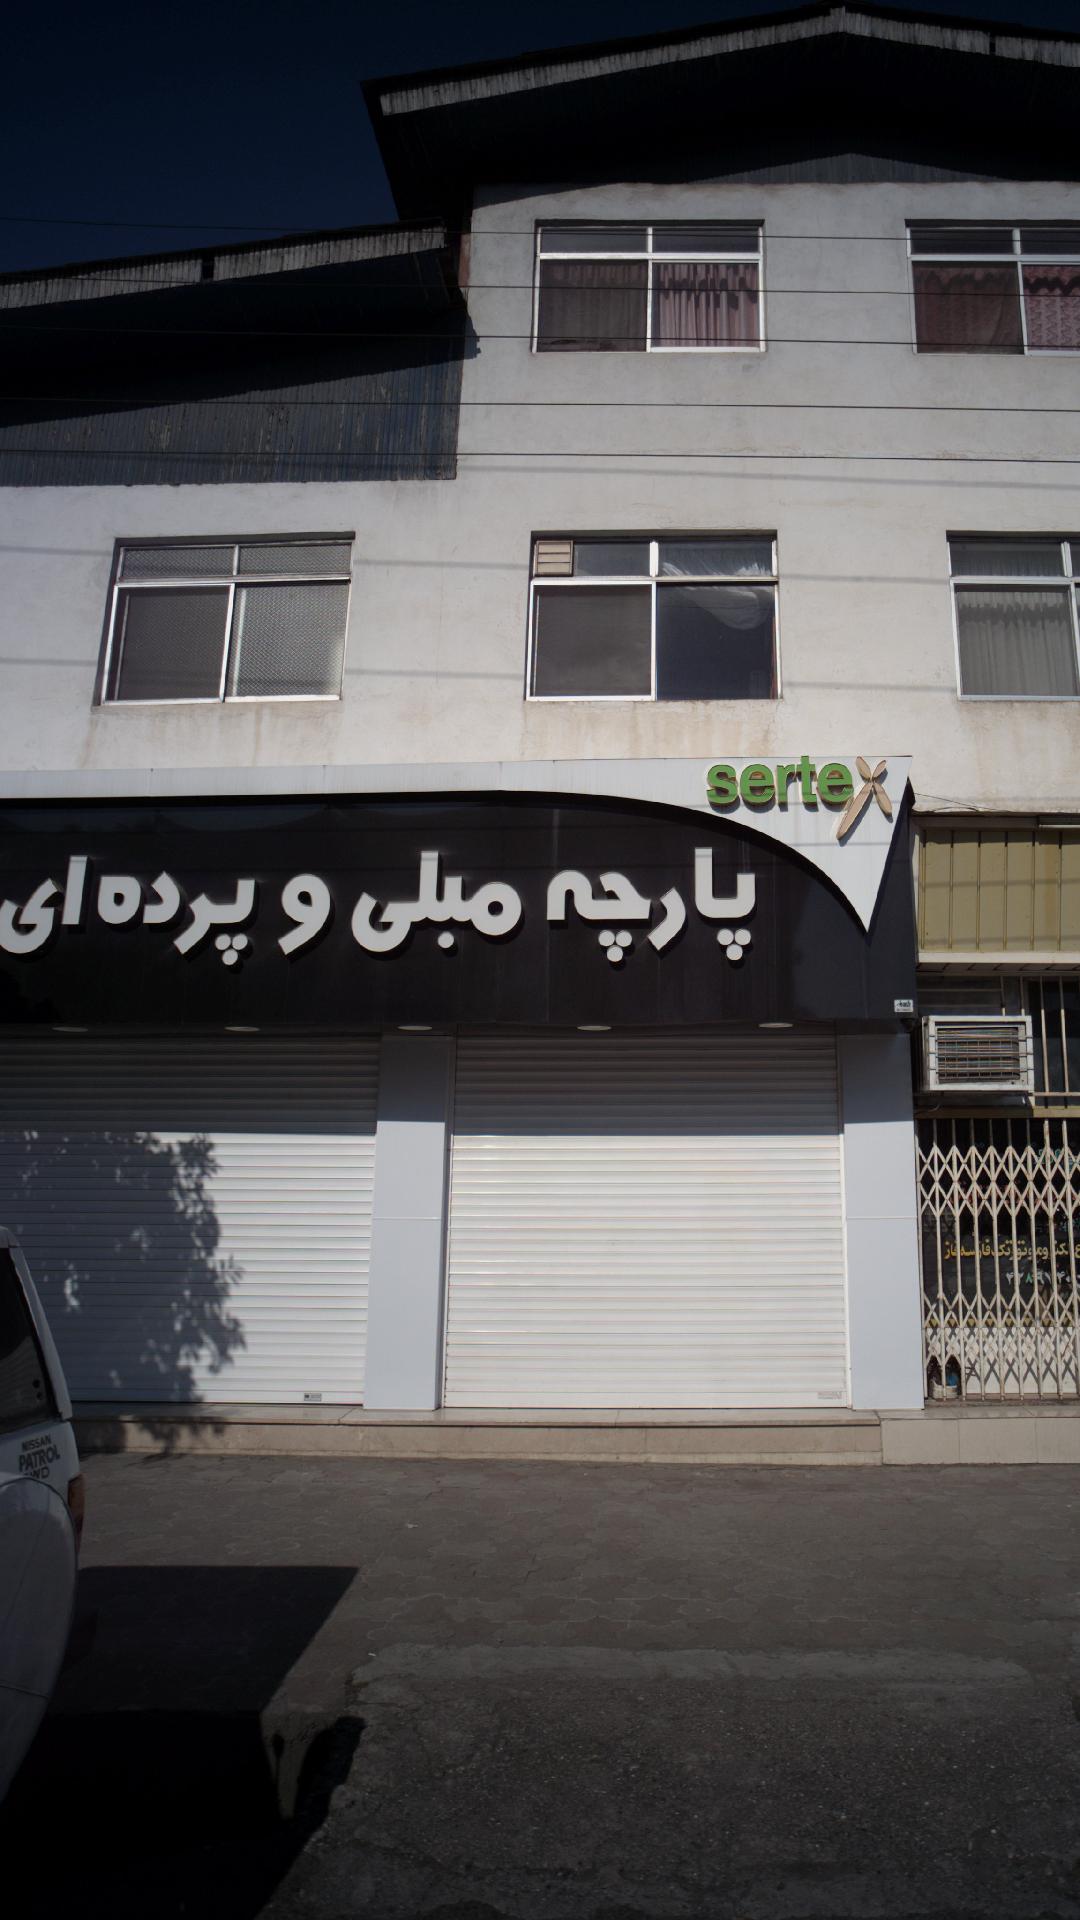 sertex
پارچه مبلی و پرده‌ای
NISSAN
PATROL